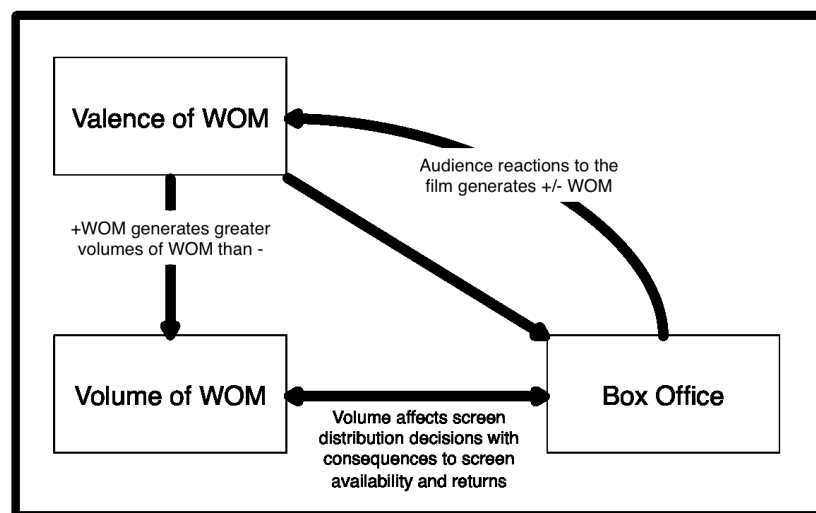 Valence of WOM
Audience reactions to the
film generates +/- WOM
+WOM generates greater
volumes of WOM than -
Volume of WOM
Box Office
Volume affects screen
distribution decisions with
consequences to screen
availability and returns